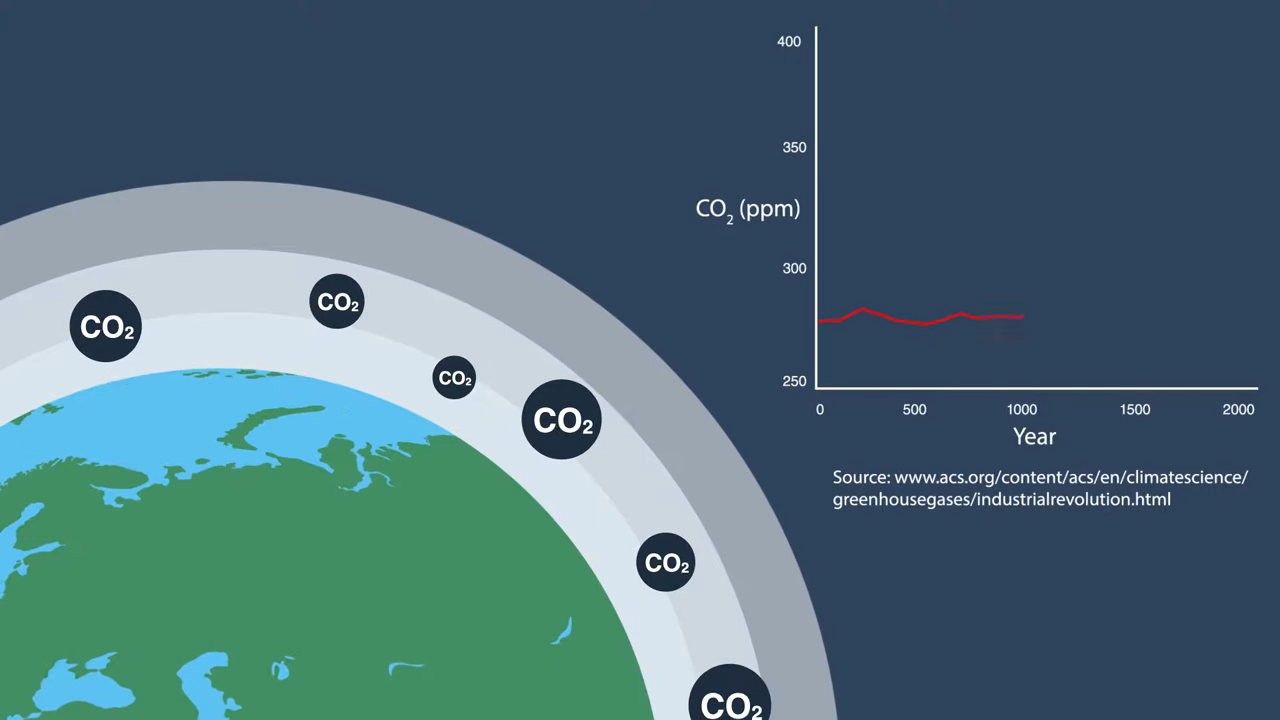 400
350
CO₂ (ppm)
300
250
0 500 1000 1500 2000
Year
Source: www.acs.org/content/acs/en/climatescience/
greenhousegases/industrialrevolution.html
CO₂
CO₂
CO₂
CO₂
CO₂
CO₂